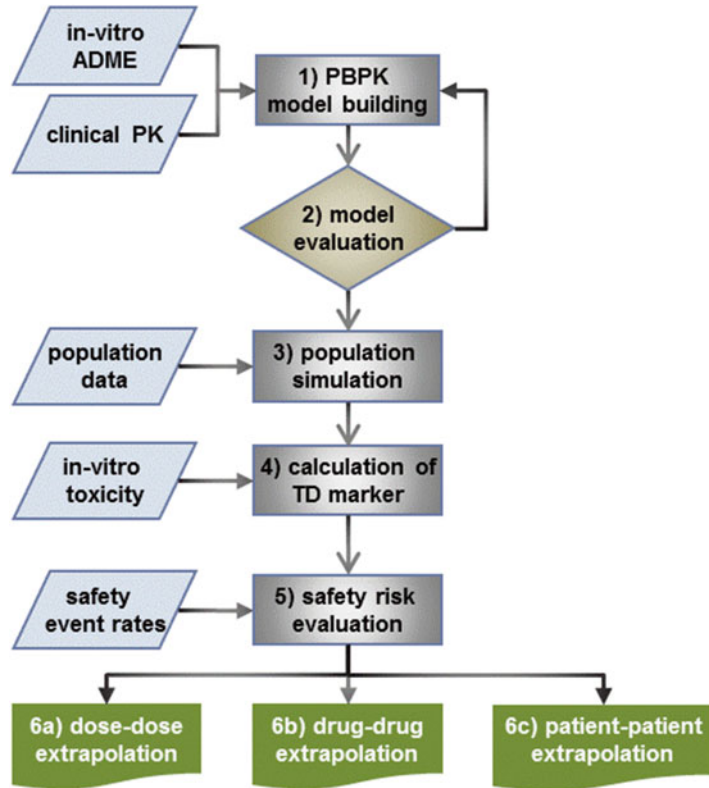 in-vitro
ADME
clinical PK
1) PBPK
model building
2) model
evaluation
population
data
3) population
simulation
in-vitro
toxicity
4) calculation of
TD marker
safety
event rates
5) safety risk
evaluation
6a) dose-dose
extrapolation
6b) drug-drug
extrapolation
6c) patient-patient
extrapolation